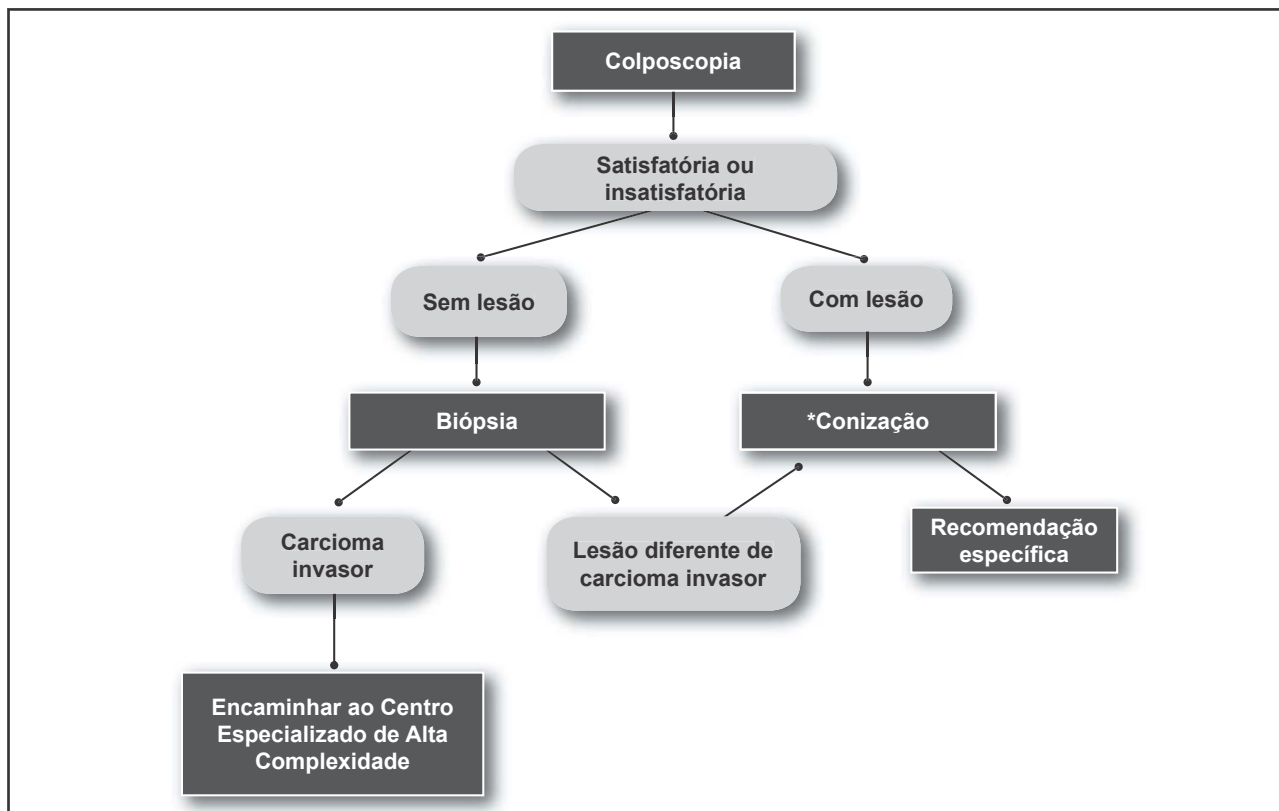 Colposcopia
Satisfatória ou
insatisfatória
Sem lesão
Com lesão
Biópsia
*Conização
Carcioma
invasor
Lesão diferente de
carcioma invasor
Recomendação
específica
Encaminhar ao Centro
Especializado de Alta
Complexidade